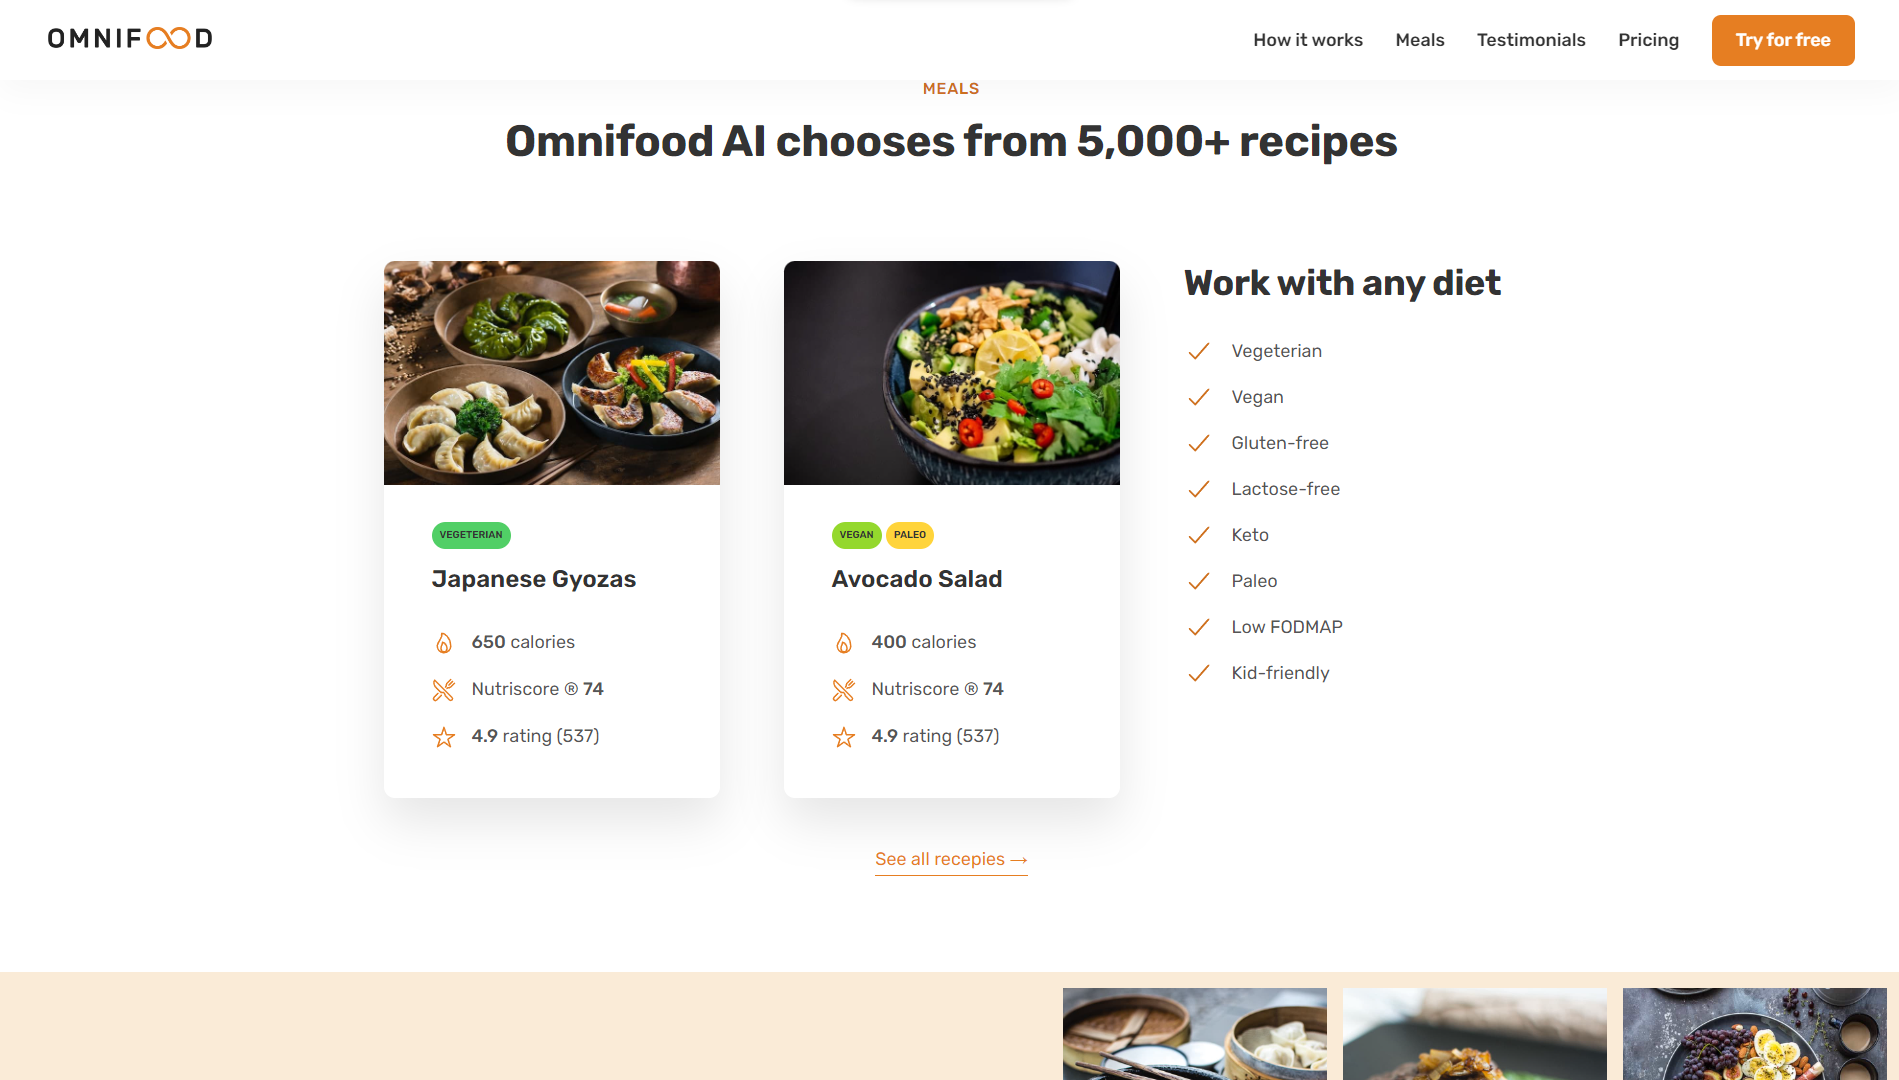 OMNIFOOD
How it works
Meals
Testimonials
Pricing
Try for free
MEALS
Omnifood AI chooses from 5,000+ recipes
VEGETERIAN
Japanese Gyozas
650 calories
Nutriscore ® 74
4.9 rating (537)
VEGAN
PALEO
Avocado Salad
400 calories
Nutriscore ® 74
4.9 rating (537)
Work with any diet
Vegeterian
Vegan
Gluten-free
Lactose-free
Keto
Paleo
Low FODMAP
Kid-friendly
See all recepies →